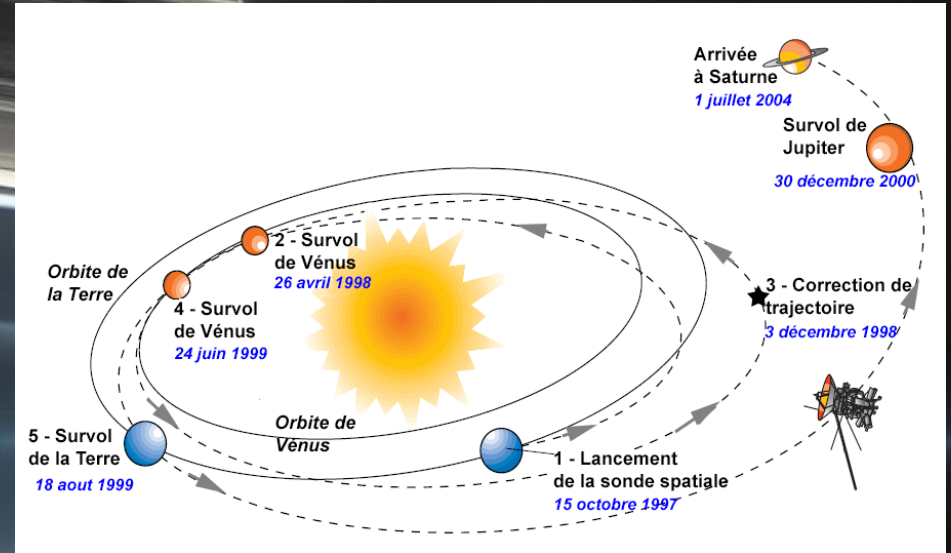 Arrivée
à Saturne
1 juillet 2004
Survol de
Jupiter
30 décembre 2000
2 - Survol
de Vénus
26 avril 1998
Orbite de
la Terre
3 - Correction de
trajectoire
3 décembre 1998
4 - Survol
de Vénus
24 juin 1999
Orbite de
Vénus
5 - Survol
de la Terre
18 aout 1999
1 - Lancement
de la sonde spatiale
15 octobre 1997